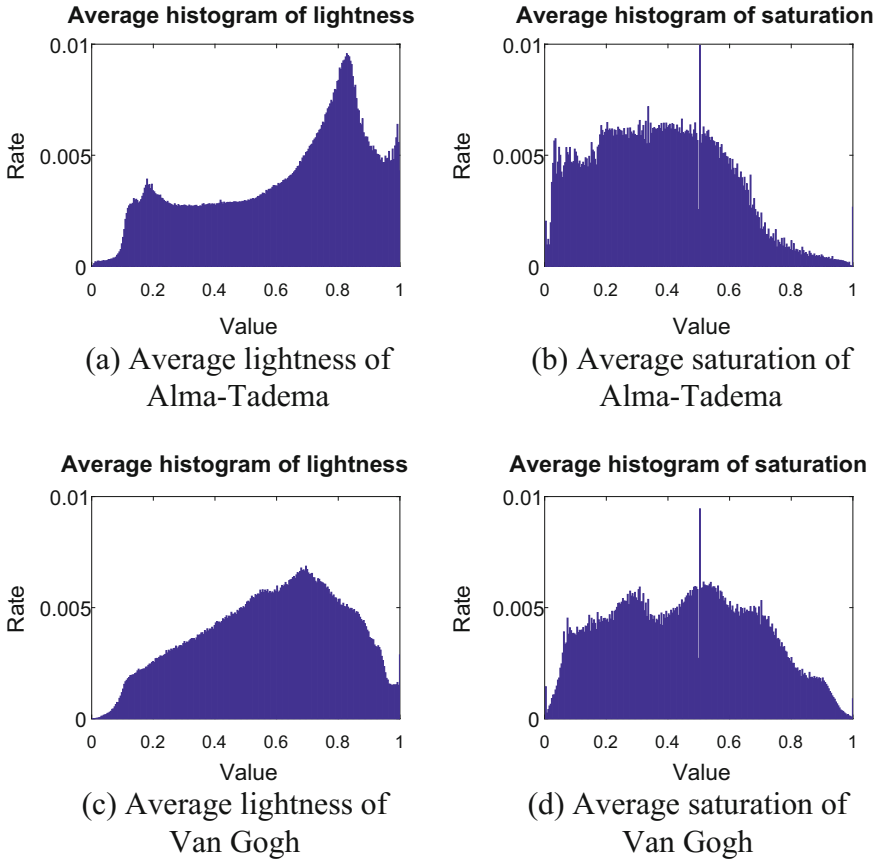 Average histogram of lightness
0.01
0.005
0
Rate
0 0.2 0.4 0.6 0.8 1
Value
(a) Average lightness of
Alma-Tadema
Average histogram of saturation
0.01
0.005
0
Rate
0 0.2 0.4 0.6 0.8 1
Value
(b) Average saturation of
Alma-Tadema
Average histogram of lightness
0.01
0.005
0
Rate
0 0.2 0.4 0.6 0.8 1
Value
(c) Average lightness of
Van Gogh
Average histogram of saturation
0.01
0.005
0
Rate
0 0.2 0.4 0.6 0.8 1
Value
(d) Average saturation of
Van Gogh